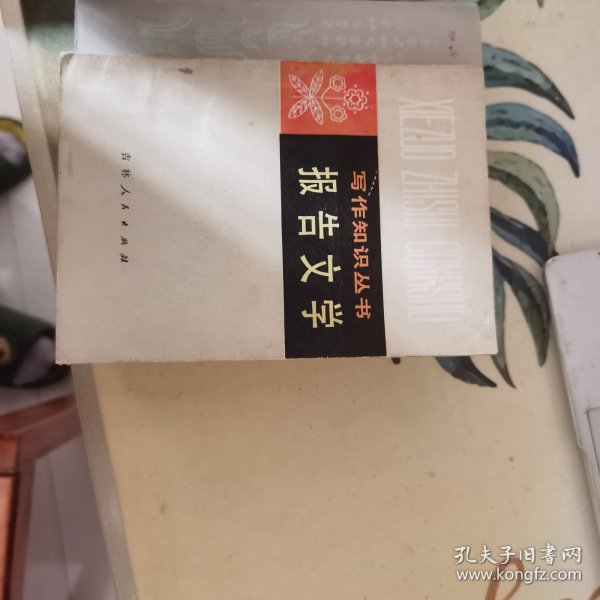 XIEZUO ZHISHI CONGSHU
写作知识丛书
报告文学
吉林人民出版社
孔夫子旧书网
www.kongfz.com